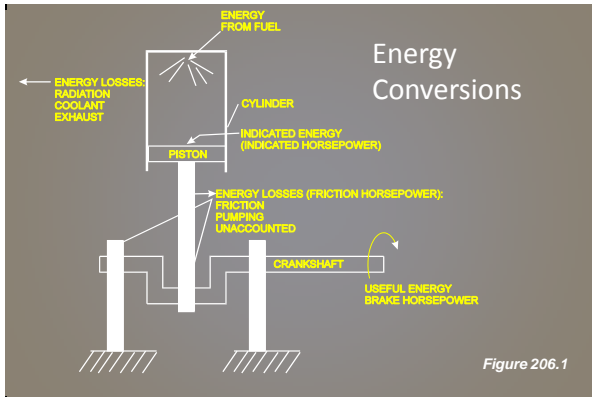 ENERGY
FROM FUEL
Energy
Conversions
ENERGY LOSSES:
RADIATION
COOLANT
EXHAUST
CYLINDER
INDICATED ENERGY
(INDICATED HORSEPOWER)
PISTON
ENERGY LOSSES (FRICTION HORSEPOWER):
FRICTION
PUMPING
UNACCOUNTED
CRANKSHAFT
USEFUL ENERGY
BRAKE HORSEPOWER
Figure 206.1